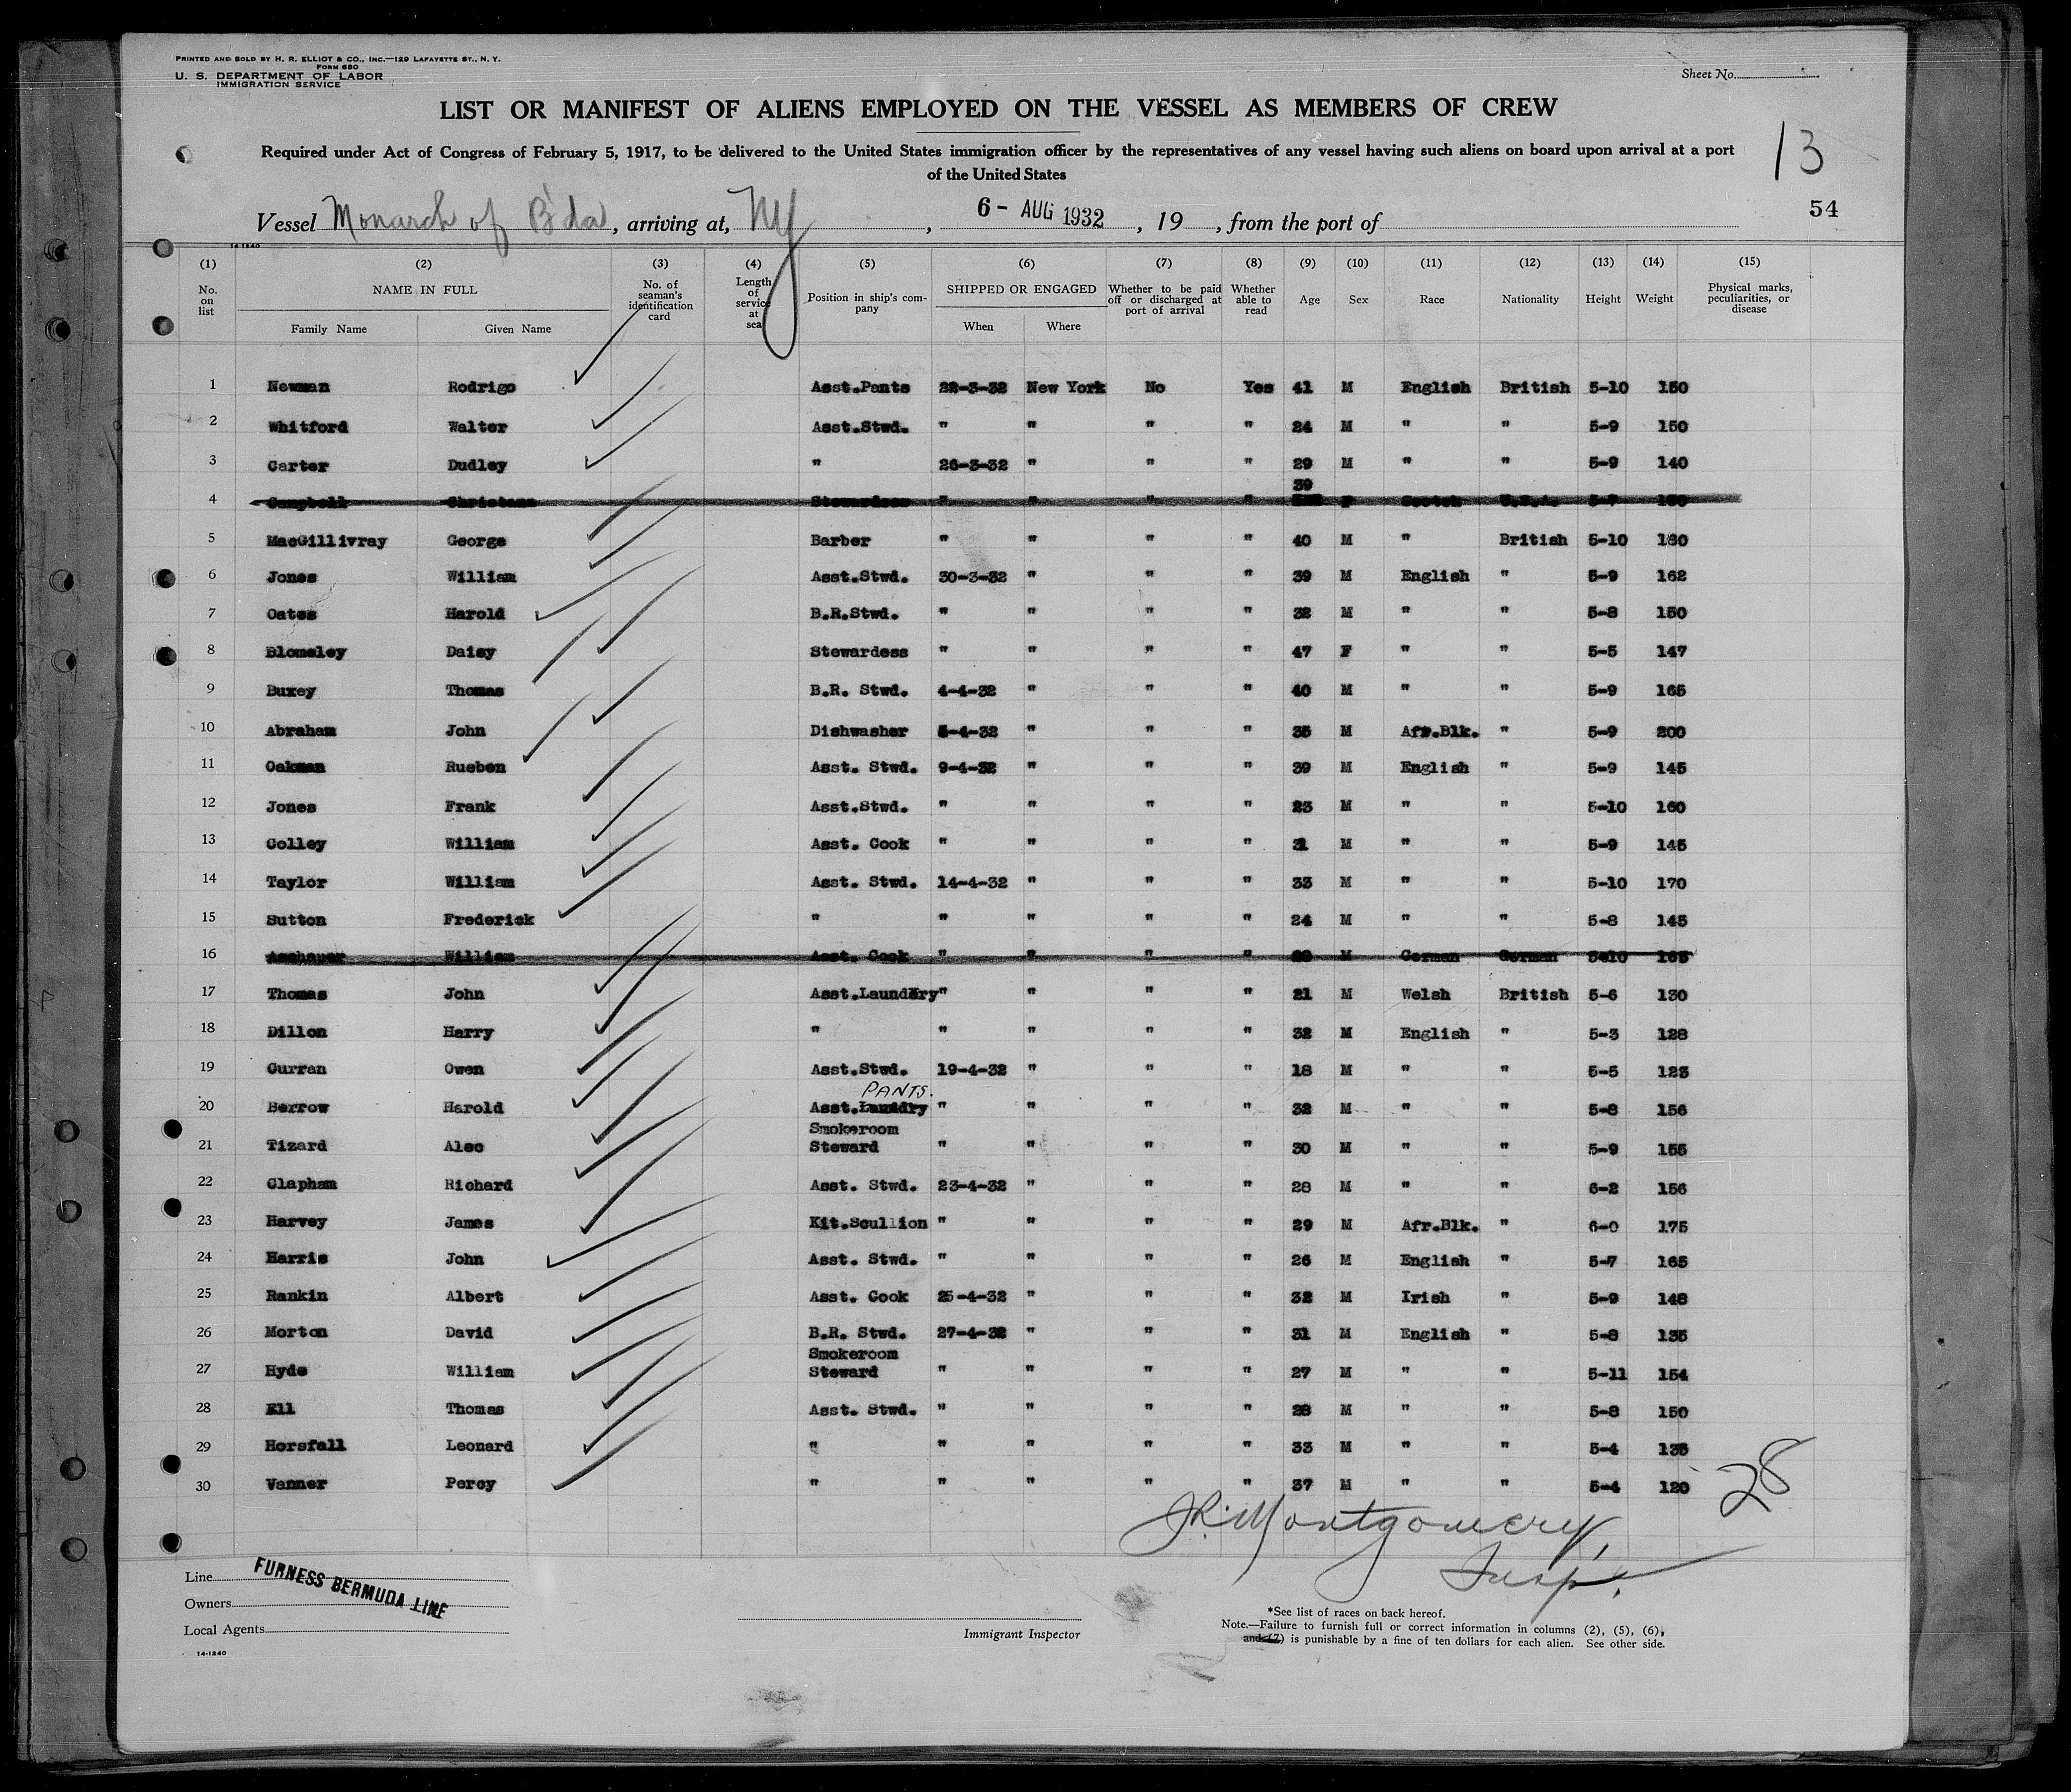 PRINTED AND SOLD BY H. R. ELLIOT & CO., INC.—129 LAFAYETTE ST., N. Y.
FORM 680
U. S. DEPARTMENT OF LABOR
IMMIGRATION SERVICE
Sheet No.
LIST OR MANIFEST OF ALIENS EMPLOYED ON THE VESSEL AS MEMBERS OF CREW
13
Required under Act of Congress of February 5, 1917, to be delivered to the United States immigration officer by the representatives of any vessel having such aliens on board upon arrival at a port
of the United States
Vessel Monarch of B'da, arriving at, NY, 6- AUG 1932, 19, from the port of
54
14-1240
(1) (2) (3) (4) (5) (6) (7) (8) (9) (10) (11) (12) (13) (14) (15)
No. on list NAME IN FULL Family Name Given Name No. of seaman's identification card Length of service at sea Position in ship's company SHIPPED OR ENGAGED When Where Whether to be paid off or discharged at port of arrival Whether able to read Age Sex Race Nationality Height Weight Physical marks, peculiarities, or disease
1 Newman Rodrigo Asst.Pants 22-3-32 New York No Yes 41 M English British 5-10 150
2 Whitford Walter Asst.Stwd. " " " " 24 M " " 5-9 150
3 Carter Dudley " 26-3-32 " " " 29 M " " 5-9 140
39
4 Campbell Christana Stewardess " " " " F Scotch U.S.A. 5-7
5 MacGillivray George Barber " " " " 40 M " British 5-10 180
6 Jones William Asst.Stwd. 30-3-32 " " " 39 M English " 5-9 162
7 Oates Harold B.R.Stwd. " " " " 32 M " " 5-8 150
8 Blomeley Daisy Stewardess " " " " 47 F " " 5-5 147
9 Buxey Thomas B.R. Stwd. 4-4-32 " " " 40 M " " 5-9 165
10 Abraham John Dishwasher 5-4-32 " " " 35 M Afr.Blk. " 5-9 200
11 Oakman Rueben Asst. Stwd. 9-4-32 " " " 39 M English " 5-9 145
12 Jones Frank Asst.Stwd. " " " " 23 M " " 5-10 160
13 Colley William Asst. Cook " " " " M " " 5-9 145
14 Taylor William Asst. Stwd. 14-4-32 " " " 33 M " " 5-10 170
15 Sutton Frederick " " " " " 24 M " " 5-8 145
16 William Asst. Cook " " " " M German German 5-10 165
17 Thomas John Asst.Laundry " " " " 21 M Welsh British 5-6 130
18 Dillon Harry " " " " " 32 M English " 5-3 128
19 Curran Owen Asst.Stwd. 19-4-32 " " " 18 M " " 5-5 123
PANTS.
20 Berrow Harold Asst.Laundry " " " " 32 M " " 5-8 156
Smokeroom
21 Tizard Alec Steward " " " " 30 M " " 5-9 155
22 Clapham Richard Asst. Stwd. 23-4-32 " " " 28 M " " 6-2 156
23 Harvey James Kit.Scullion " " " " 29 M Afr.Blk. " 6-0 175
24 Harris John Asst. Stwd. " " " " 26 M English " 5-7 165
25 Rankin Albert Asst. Cook 25-4-32 " " " 32 M Irish " 5-9 148
26 Morton David B.R. Stwd. 27-4-32 " " " 31 M English " 5-8 135
Smokeroom
27 Hyde William Steward " " " " 27 M " " 5-11 154
28 Ell Thomas Asst. Stwd. " " " " 28 M " " 5-8 150
29 Horsfall Leonard " " " " " 33 M " " 5-4 135
30 Vanner Percy " " " " " 37 M " " 5-4 120
28
J.R. Montgomery,
Insp.
Line
FURNESS BERMUDA LINE
Owners
Local Agents
14-1240
Immigrant Inspector
*See list of races on back hereof.
Note.—Failure to furnish full or correct information in columns (2), (5), (6),
and (7) is punishable by a fine of ten dollars for each alien. See other side.